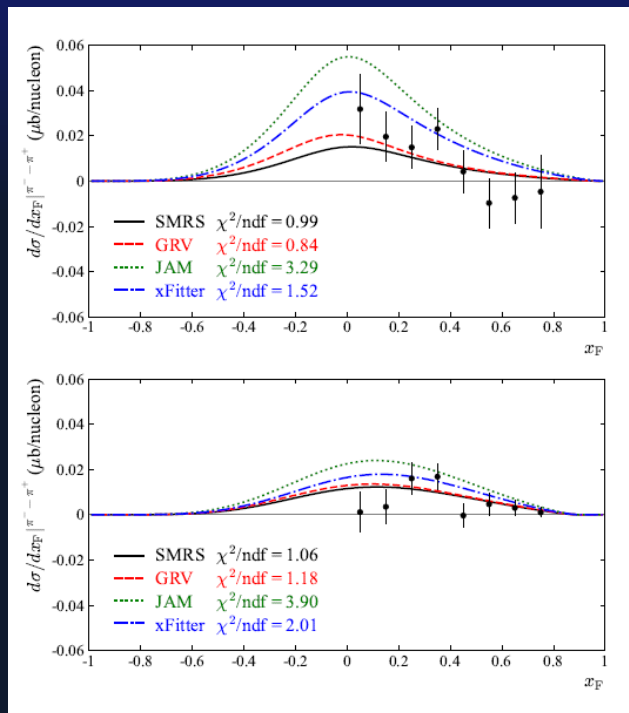 0.06
0.04
0.02
0
-0.02
-0.04
-0.06
dσ/dx_F|^{π⁻−π⁺} (μb/nucleon)
SMRS χ²/ndf = 0.99
GRV χ²/ndf = 0.84
JAM χ²/ndf = 3.29
xFitter χ²/ndf = 1.52
-1 -0.8 -0.6 -0.4 -0.2 0 0.2 0.4 0.6 0.8 1
x_F
0.06
0.04
0.02
0
-0.02
-0.04
-0.06
dσ/dx_F|^{π⁻−π⁺} (μb/nucleon)
SMRS χ²/ndf = 1.06
GRV χ²/ndf = 1.18
JAM χ²/ndf = 3.90
xFitter χ²/ndf = 2.01
-1 -0.8 -0.6 -0.4 -0.2 0 0.2 0.4 0.6 0.8 1
x_F